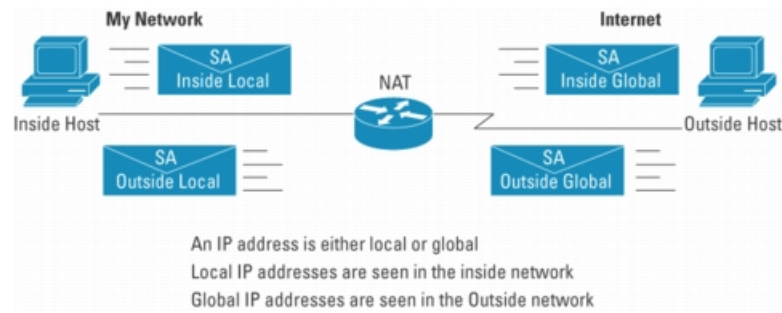 My Network
Internet
SA
Inside Local
SA
Inside Global
NAT
Inside Host
Outside Host
SA
Outside Local
SA
Outside Global
An IP address is either local or global
Local IP addresses are seen in the inside network
Global IP addresses are seen in the Outside network